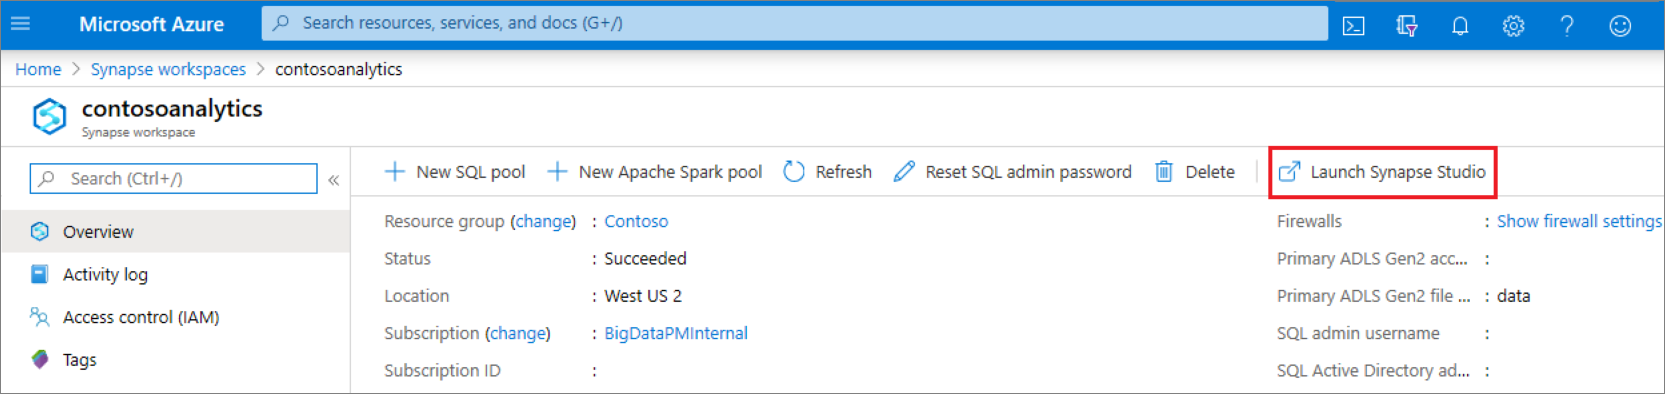 Microsoft Azure
Search resources, services, and docs (G+/)
Home > Synapse workspaces > contosoanalytics
contosoanalytics
Synapse workspace
Search (Ctrl+/)
«
Overview
Activity log
Access control (IAM)
Tags
New SQL pool New Apache Spark pool Refresh Reset SQL admin password Delete Launch Synapse Studio
Resource group (change) : Contoso
Status : Succeeded
Location : West US 2
Subscription (change) : BigDataPMInternal
Subscription ID :
Firewalls : Show firewall settings
Primary ADLS Gen2 acc... :
Primary ADLS Gen2 file ... : data
SQL admin username :
SQL Active Directory ad... :